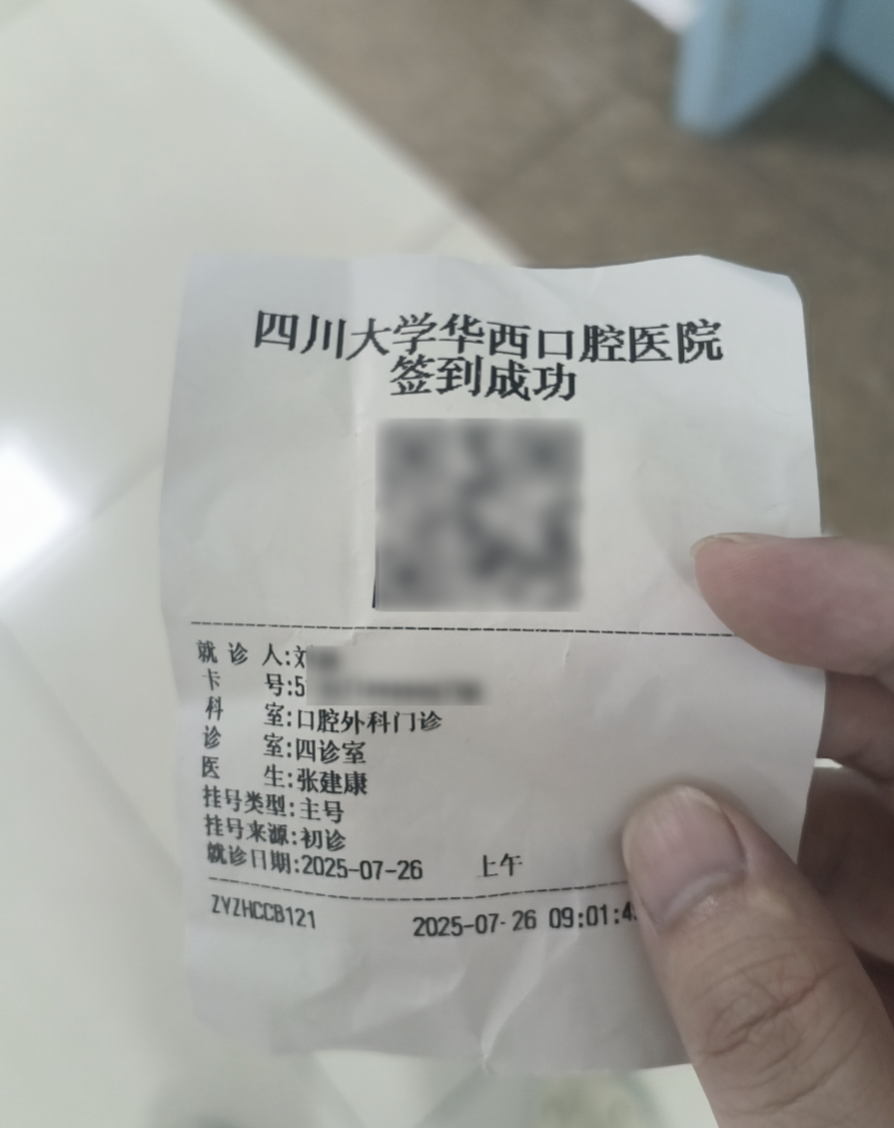 四川大学华西口腔医院
签到成功
就 诊 人:刘
卡 号:5
科 室:口腔外科门诊
诊 室:四诊室
医 生:张建康
挂号类型:主号
挂号来源:初诊
就诊日期:2025-07-26 上午
ZYZHCCB121 2025-07-26 09:01:4